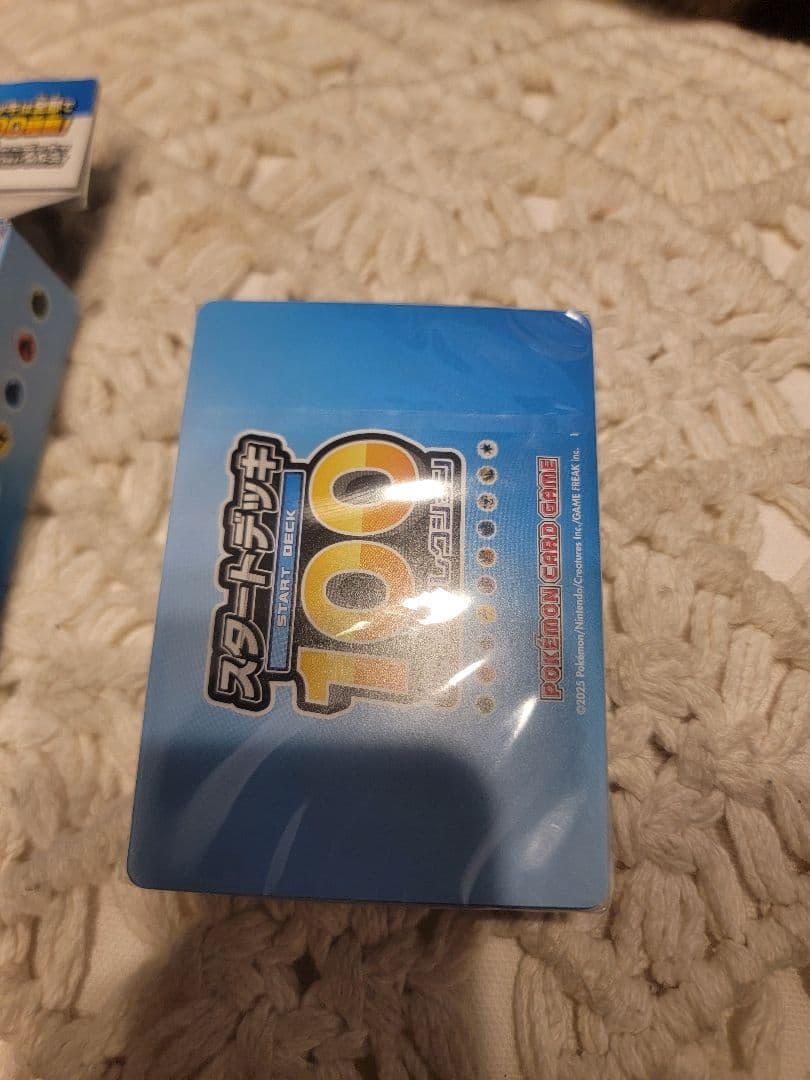 スタートデッキ
START DECK
100
POKÉMON CARD GAME
©2025 Pokémon/Nintendo/Creatures Inc./GAME FREAK inc.